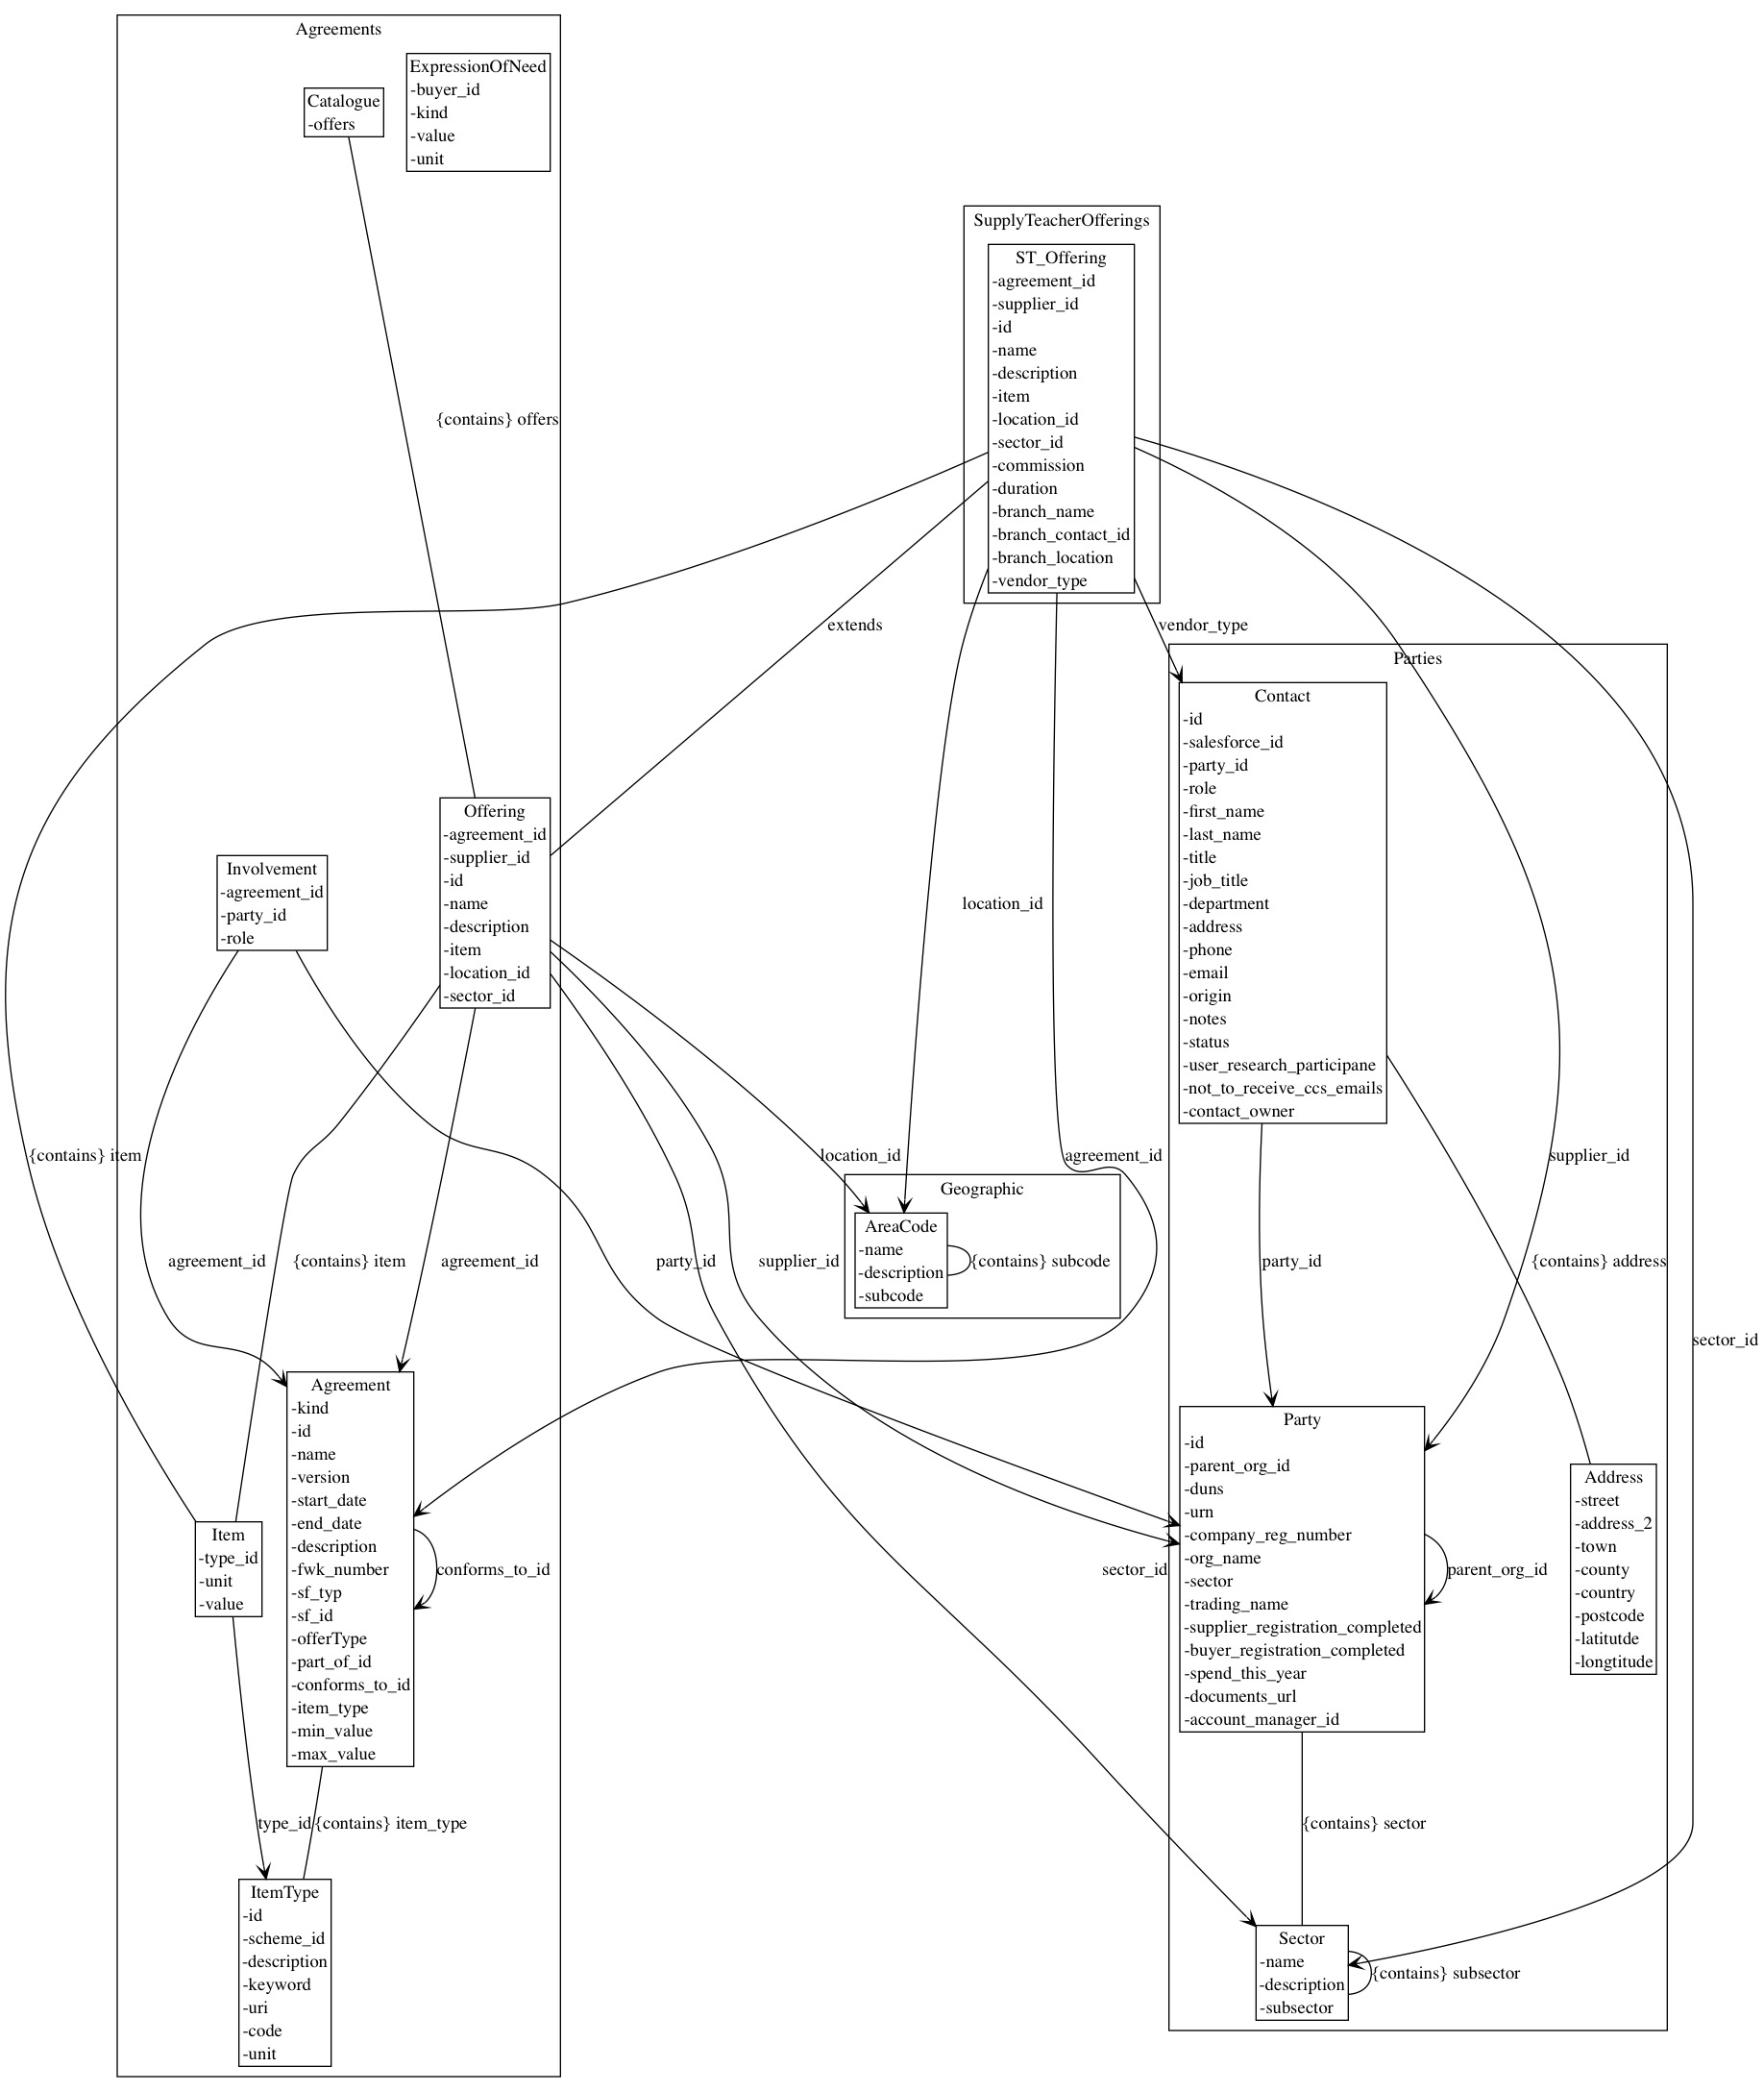 Agreements
ExpressionOfNeed
-buyer_id
-kind
-value
-unit
Catalogue
-offers
{contains} offers
SupplyTeacherOfferings
ST_Offering
-agreement_id
-supplier_id
-id
-name
-description
-item
-location_id
-sector_id
-commission
-duration
-branch_name
-branch_contact_id
-branch_location
-vendor_type
extends
vendor_type
Parties
Contact
-id
-salesforce_id
-party_id
-role
-first_name
-last_name
-title
-job_title
-department
-address
-phone
-email
-origin
-notes
-status
-user_research_participane
-not_to_receive_ccs_emails
-contact_owner
Offering
-agreement_id
-supplier_id
-id
-name
-description
-item
-location_id
-sector_id
Involvement
-agreement_id
-party_id
-role
location_id
{contains} item
location_id
agreement_id
supplier_id
Geographic
AreaCode
-name
-description
-subcode
{contains} subcode
agreement_id
{contains} item
agreement_id
party_id
supplier_id
party_id
{contains} address
sector_id
Agreement
-kind
-id
-name
-version
-start_date
-end_date
-description
-fwk_number
-sf_typ
-sf_id
-offerType
-part_of_id
-conforms_to_id
-item_type
-min_value
-max_value
conforms_to_id
Item
-type_id
-unit
-value
sector_id
Party
-id
-parent_org_id
-duns
-urn
-company_reg_number
-org_name
-sector
-trading_name
-supplier_registration_completed
-buyer_registration_completed
-spend_this_year
-documents_url
-account_manager_id
parent_org_id
Address
-street
-address_2
-town
-county
-country
-postcode
-latitutde
-longtitude
type_id
{contains} item_type
{contains} sector
ItemType
-id
-scheme_id
-description
-keyword
-uri
-code
-unit
Sector
-name
-description
-subsector
{contains} subsector